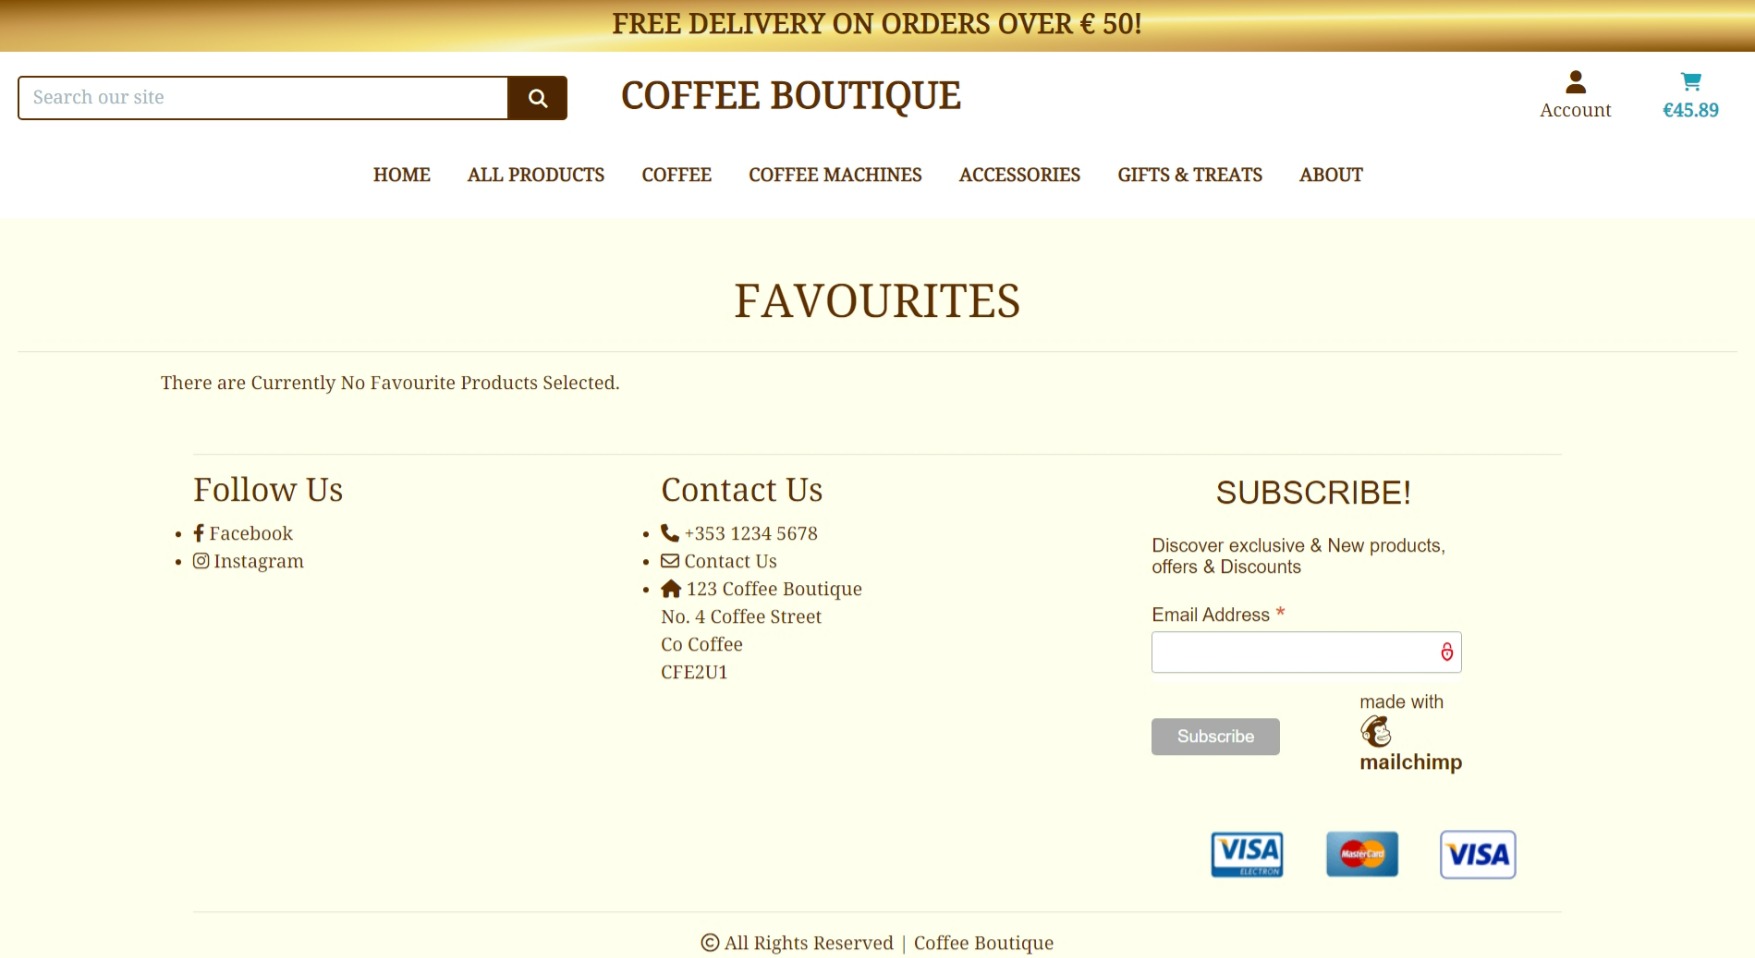 FREE DELIVERY ON ORDERS OVER € 50!
Search our site
COFFEE BOUTIQUE
Account
€45.89
HOME ALL PRODUCTS COFFEE COFFEE MACHINES ACCESSORIES GIFTS & TREATS ABOUT
FAVOURITES
There are Currently No Favourite Products Selected.
Follow Us
Facebook
Instagram
Contact Us
+353 1234 5678
Contact Us
123 Coffee Boutique
No. 4 Coffee Street
Co Coffee
CFE2U1
SUBSCRIBE!
Discover exclusive & New products,
offers & Discounts
Email Address *
Subscribe
made with
mailchimp
VISA
ELECTRON
MasterCard
VISA
© All Rights Reserved | Coffee Boutique